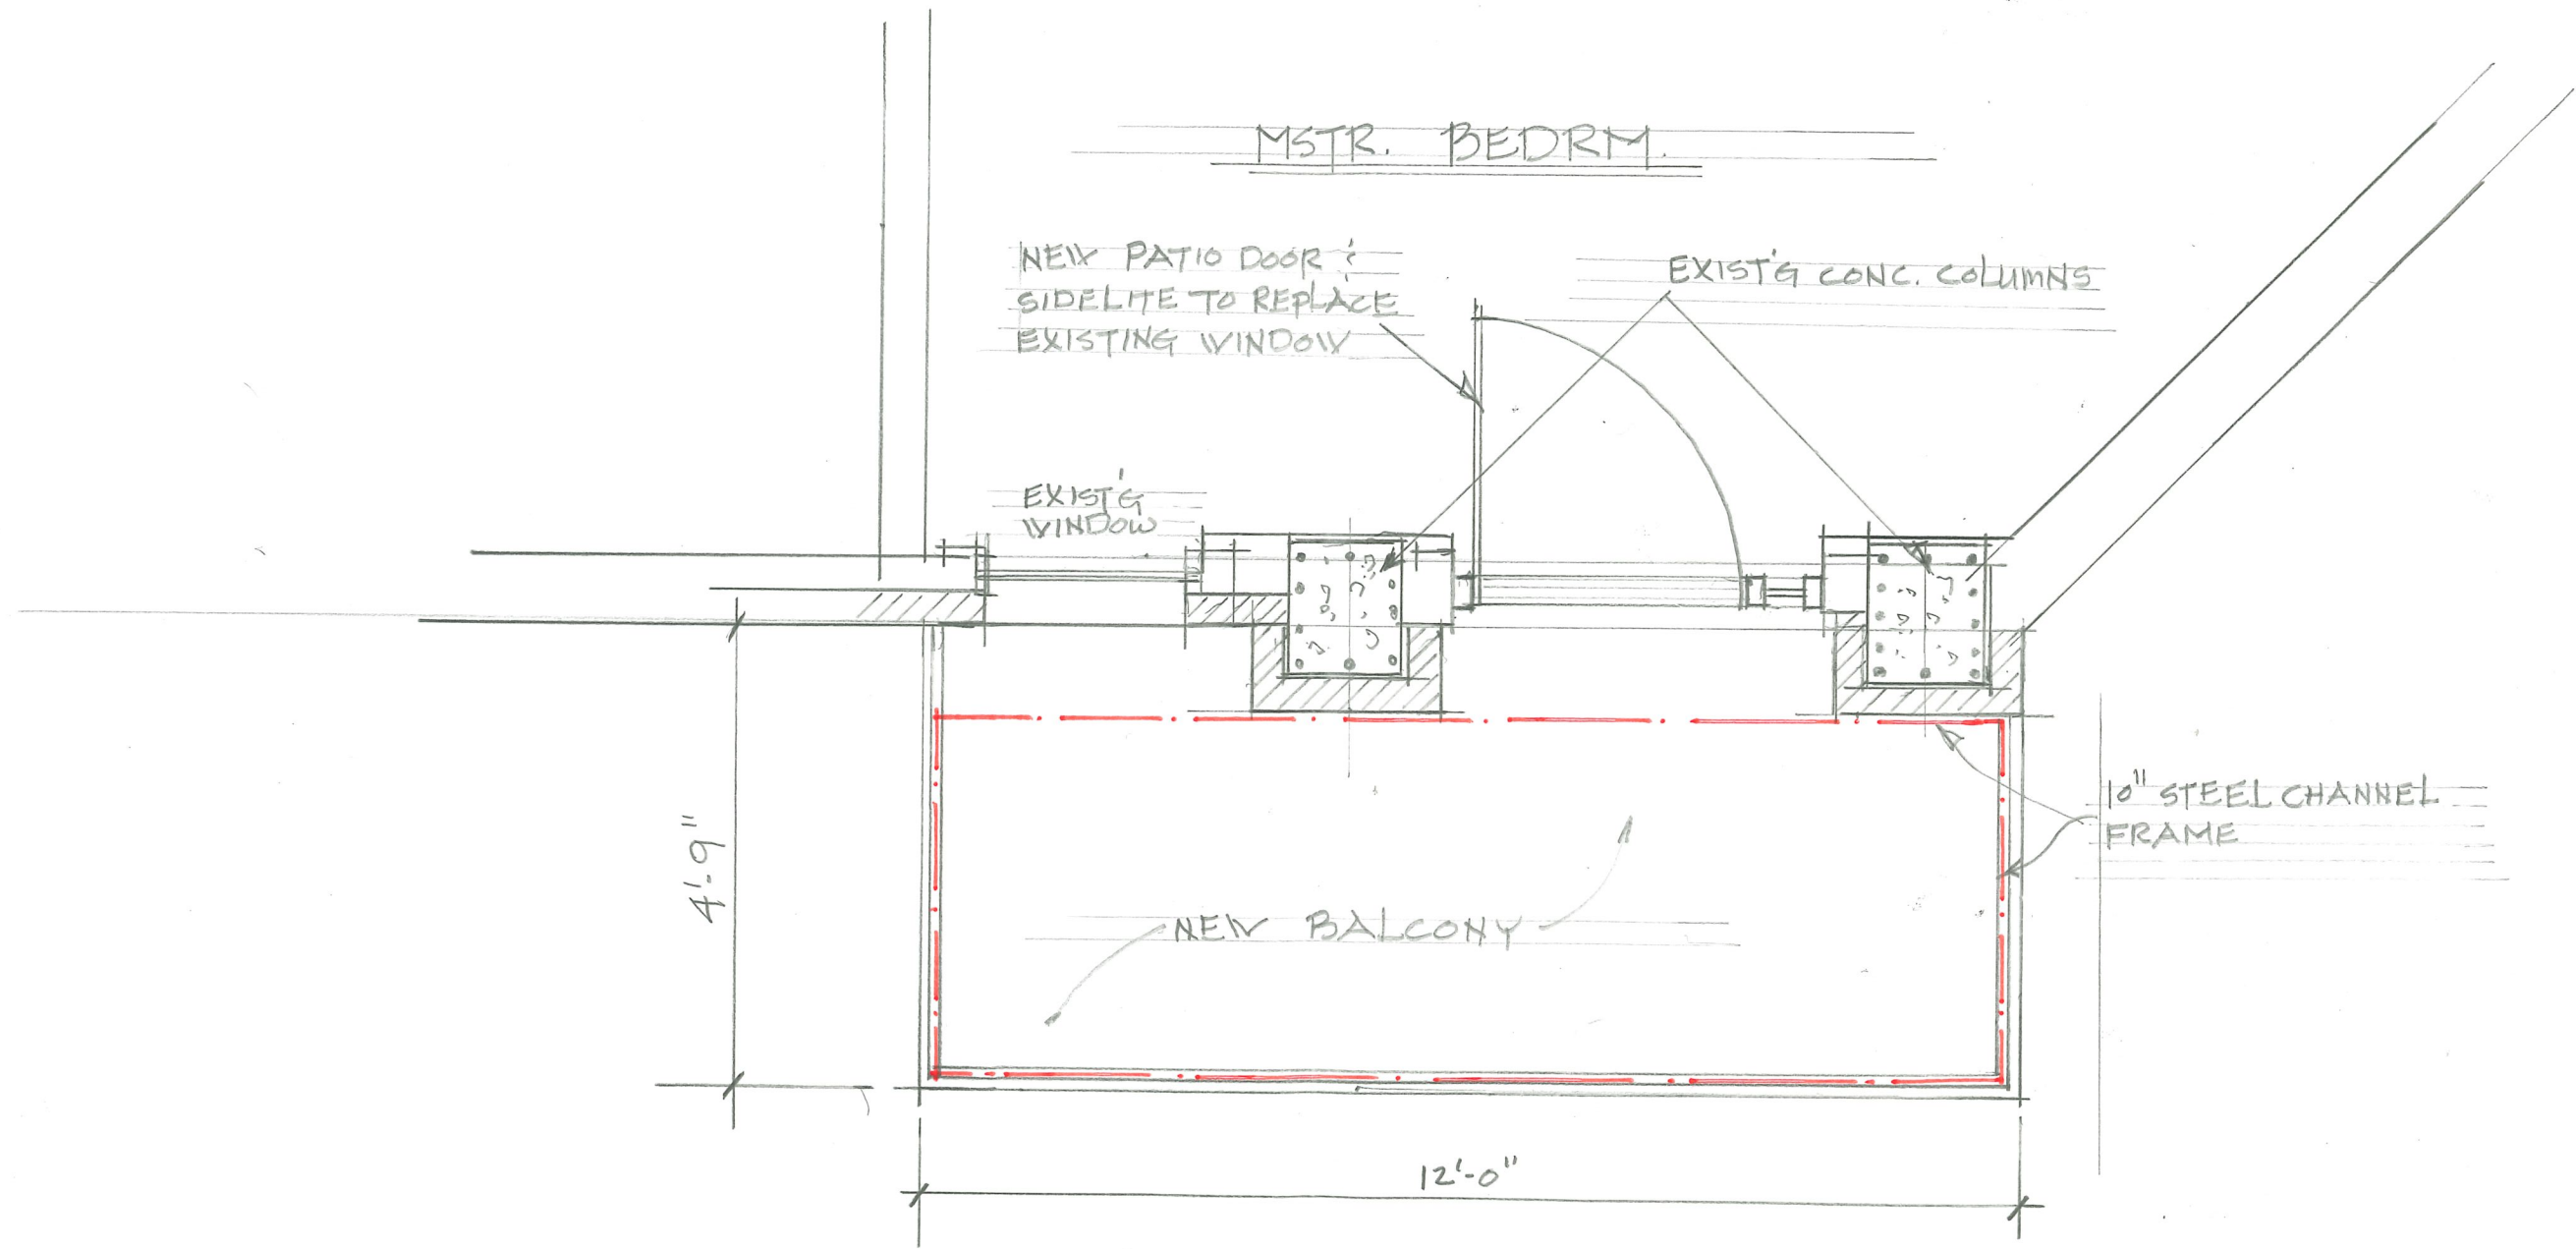 MSTR. BEDRM.
NEW PATIO DOOR &
SIDELITE TO REPLACE
EXISTING WINDOW
EXIST'G CONC. COLUMNS
EXIST'G
WINDOW
10" STEEL CHANNEL
FRAME
4'-9"
NEW BALCONY
12'-0"